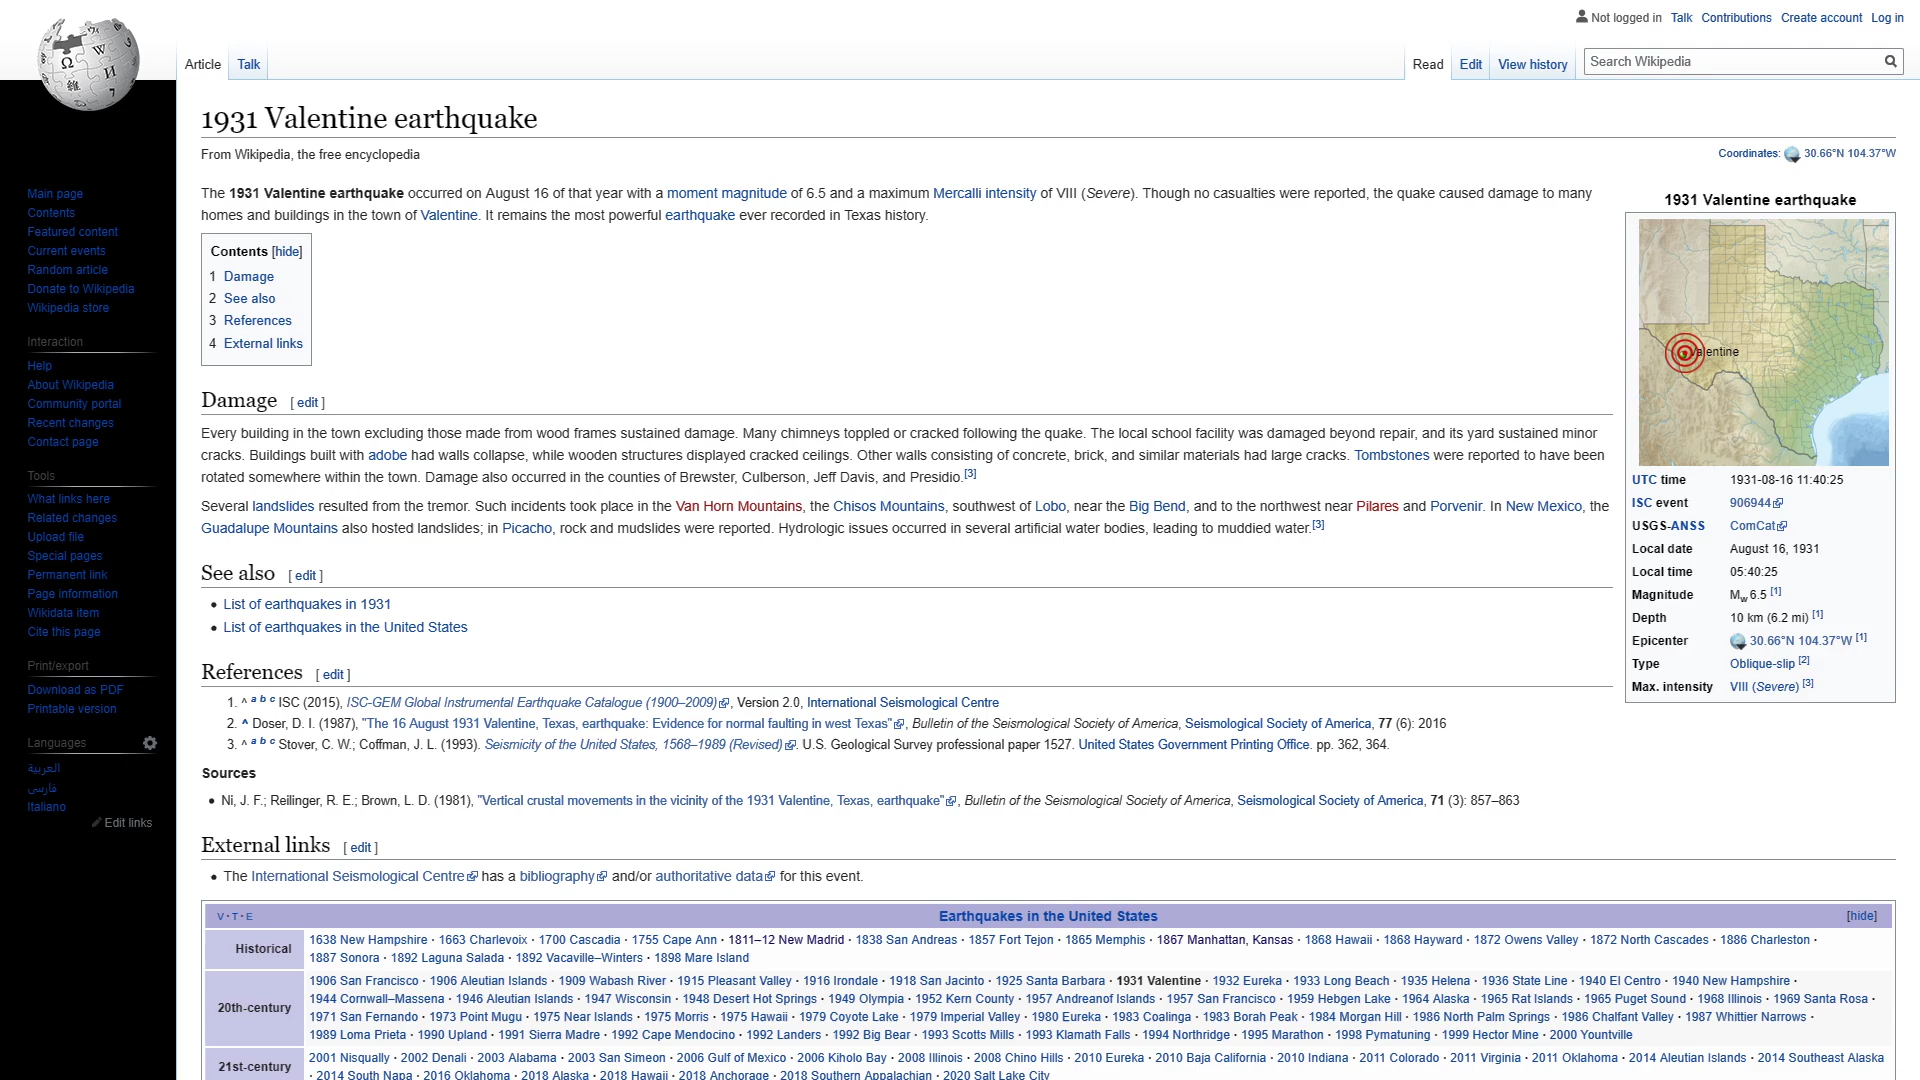 Not logged in Talk Contributions Create account Log in
Article Talk Read Edit View history Search Wikipedia
1931 Valentine earthquake
From Wikipedia, the free encyclopedia
Coordinates: 30.66°N 104.37°W
Main page
Contents
Featured content
Current events
Random article
Donate to Wikipedia
Wikipedia store
Interaction
Help
About Wikipedia
Community portal
Recent changes
Contact page
Tools
What links here
Related changes
Upload file
Special pages
Permanent link
Page information
Wikidata item
Cite this page
Print/export
Download as PDF
Printable version
Languages
العربية
فارسی
Italiano
Edit links
The 1931 Valentine earthquake occurred on August 16 of that year with a moment magnitude of 6.5 and a maximum Mercalli intensity of VIII (Severe). Though no casualties were reported, the quake caused damage to many
homes and buildings in the town of Valentine. It remains the most powerful earthquake ever recorded in Texas history.
Contents [hide]
1 Damage
2 See also
3 References
4 External links
Damage [ edit ]
Every building in the town excluding those made from wood frames sustained damage. Many chimneys toppled or cracked following the quake. The local school facility was damaged beyond repair, and its yard sustained minor
cracks. Buildings built with adobe had walls collapse, while wooden structures displayed cracked ceilings. Other walls consisting of concrete, brick, and similar materials had large cracks. Tombstones were reported to have been
rotated somewhere within the town. Damage also occurred in the counties of Brewster, Culberson, Jeff Davis, and Presidio.[3]
Several landslides resulted from the tremor. Such incidents took place in the Van Horn Mountains, the Chisos Mountains, southwest of Lobo, near the Big Bend, and to the northwest near Pilares and Porvenir. In New Mexico, the
Guadalupe Mountains also hosted landslides; in Picacho, rock and mudslides were reported. Hydrologic issues occurred in several artificial water bodies, leading to muddied water.[3]
See also [ edit ]
• List of earthquakes in 1931
• List of earthquakes in the United States
References [ edit ]
1. ^ a b c ISC (2015), ISC-GEM Global Instrumental Earthquake Catalogue (1900–2009), Version 2.0, International Seismological Centre
2. ^ Doser, D. I. (1987), "The 16 August 1931 Valentine, Texas, earthquake: Evidence for normal faulting in west Texas", Bulletin of the Seismological Society of America, Seismological Society of America, 77 (6): 2016
3. ^ a b c Stover, C. W.; Coffman, J. L. (1993). Seismicity of the United States, 1568–1989 (Revised). U.S. Geological Survey professional paper 1527. United States Government Printing Office. pp. 362, 364.
Sources
• Ni, J. F.; Reilinger, R. E.; Brown, L. D. (1981), "Vertical crustal movements in the vicinity of the 1931 Valentine, Texas, earthquake", Bulletin of the Seismological Society of America, Seismological Society of America, 71 (3): 857–863
External links [ edit ]
• The International Seismological Centre has a bibliography and/or authoritative data for this event.
1931 Valentine earthquake
Valentine
UTC time 1931-08-16 11:40:25
ISC event 906944
USGS-ANSS ComCat
Local date August 16, 1931
Local time 05:40:25
Magnitude Mw 6.5 [1]
Depth 10 km (6.2 mi) [1]
Epicenter 30.66°N 104.37°W [1]
Type Oblique-slip [2]
Max. intensity VIII (Severe) [3]
V · T · E Earthquakes in the United States [hide]
Historical
1638 New Hampshire · 1663 Charlevoix · 1700 Cascadia · 1755 Cape Ann · 1811–12 New Madrid · 1838 San Andreas · 1857 Fort Tejon · 1865 Memphis · 1867 Manhattan, Kansas · 1868 Hawaii · 1868 Hayward · 1872 Owens Valley · 1872 North Cascades · 1886 Charleston ·
1887 Sonora · 1892 Laguna Salada · 1892 Vacaville–Winters · 1898 Mare Island
20th-century
1906 San Francisco · 1906 Aleutian Islands · 1909 Wabash River · 1915 Pleasant Valley · 1916 Irondale · 1918 San Jacinto · 1925 Santa Barbara · 1931 Valentine · 1932 Eureka · 1933 Long Beach · 1935 Helena · 1936 State Line · 1940 El Centro · 1940 New Hampshire ·
1944 Cornwall–Massena · 1946 Aleutian Islands · 1947 Wisconsin · 1948 Desert Hot Springs · 1949 Olympia · 1952 Kern County · 1957 Andreanof Islands · 1957 San Francisco · 1959 Hebgen Lake · 1964 Alaska · 1965 Rat Islands · 1965 Puget Sound · 1968 Illinois · 1969 Santa Rosa ·
1971 San Fernando · 1973 Point Mugu · 1975 Near Islands · 1975 Morris · 1975 Hawaii · 1979 Coyote Lake · 1979 Imperial Valley · 1980 Eureka · 1983 Coalinga · 1983 Borah Peak · 1984 Morgan Hill · 1986 North Palm Springs · 1986 Chalfant Valley · 1987 Whittier Narrows ·
1989 Loma Prieta · 1990 Upland · 1991 Sierra Madre · 1992 Cape Mendocino · 1992 Landers · 1992 Big Bear · 1993 Scotts Mills · 1993 Klamath Falls · 1994 Northridge · 1995 Marathon · 1998 Pymatuning · 1999 Hector Mine · 2000 Yountville
21st-century
2001 Nisqually · 2002 Denali · 2003 Alabama · 2003 San Simeon · 2006 Gulf of Mexico · 2006 Kiholo Bay · 2008 Illinois · 2008 Chino Hills · 2010 Eureka · 2010 Baja California · 2010 Indiana · 2011 Colorado · 2011 Virginia · 2011 Oklahoma · 2014 Aleutian Islands · 2014 Southeast Alaska
· 2014 South Napa · 2016 Oklahoma · 2018 Alaska · 2018 Hawaii · 2018 Anchorage · 2018 Southern Appalachian · 2020 Salt Lake City